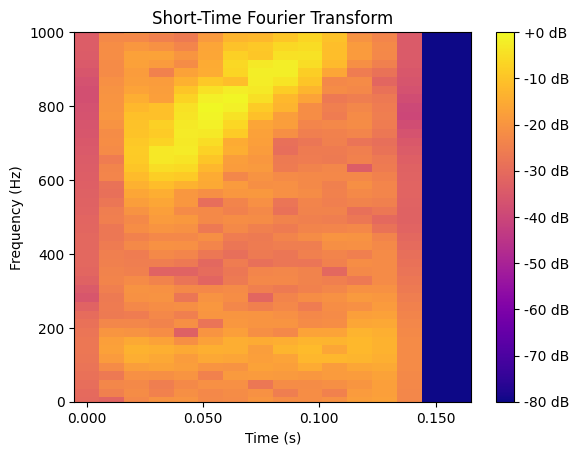 Short-Time Fourier Transform
1000
800
600
400
200
0
Frequency (Hz)
0.000
0.050
0.100
0.150
Time (s)
+0 dB
-10 dB
-20 dB
-30 dB
-40 dB
-50 dB
-60 dB
-70 dB
-80 dB